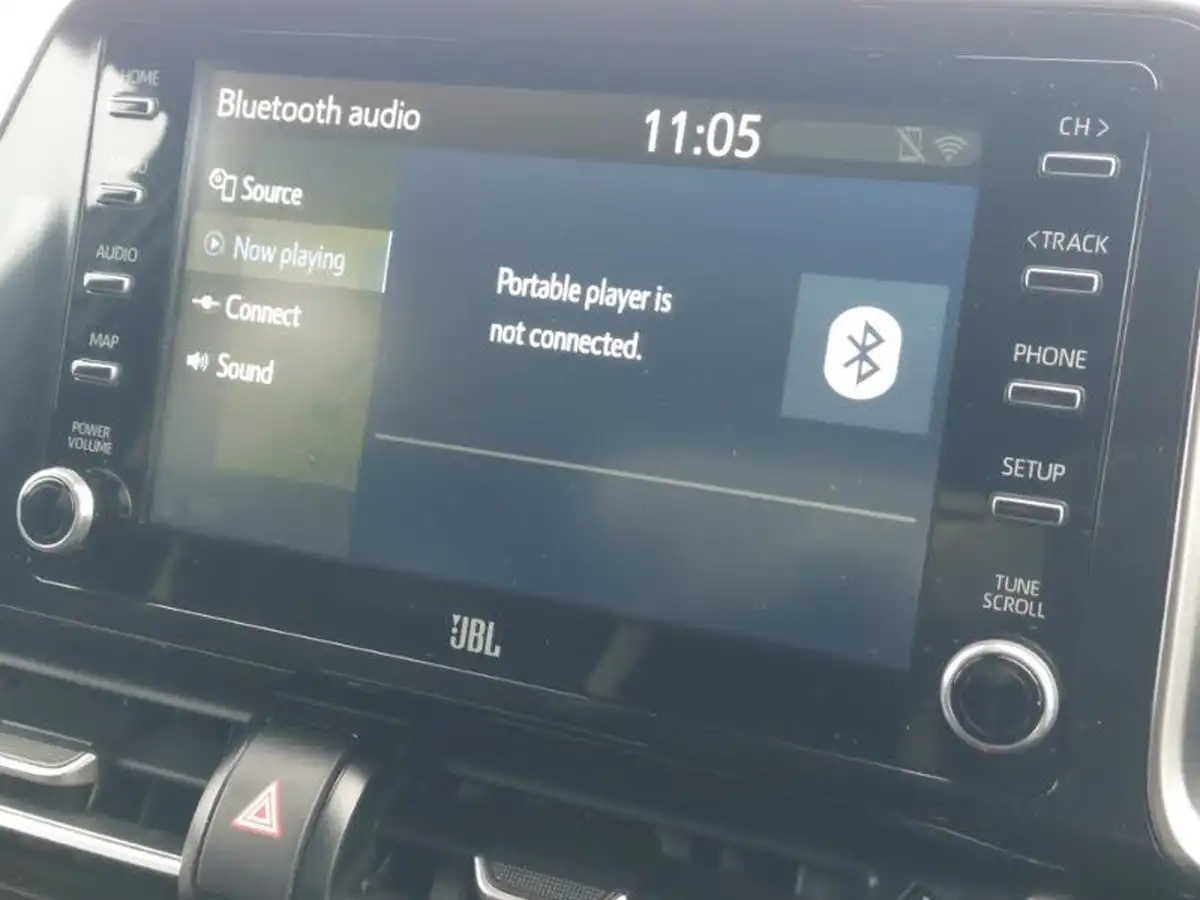 HOME
AUDIO
MAP
POWER
VOLUME
Bluetooth audio
11:05
Source
Now playing
Connect
Sound
Portable player is
not connected.
CH >
< TRACK
PHONE
SETUP
TUNE
SCROLL
JBL